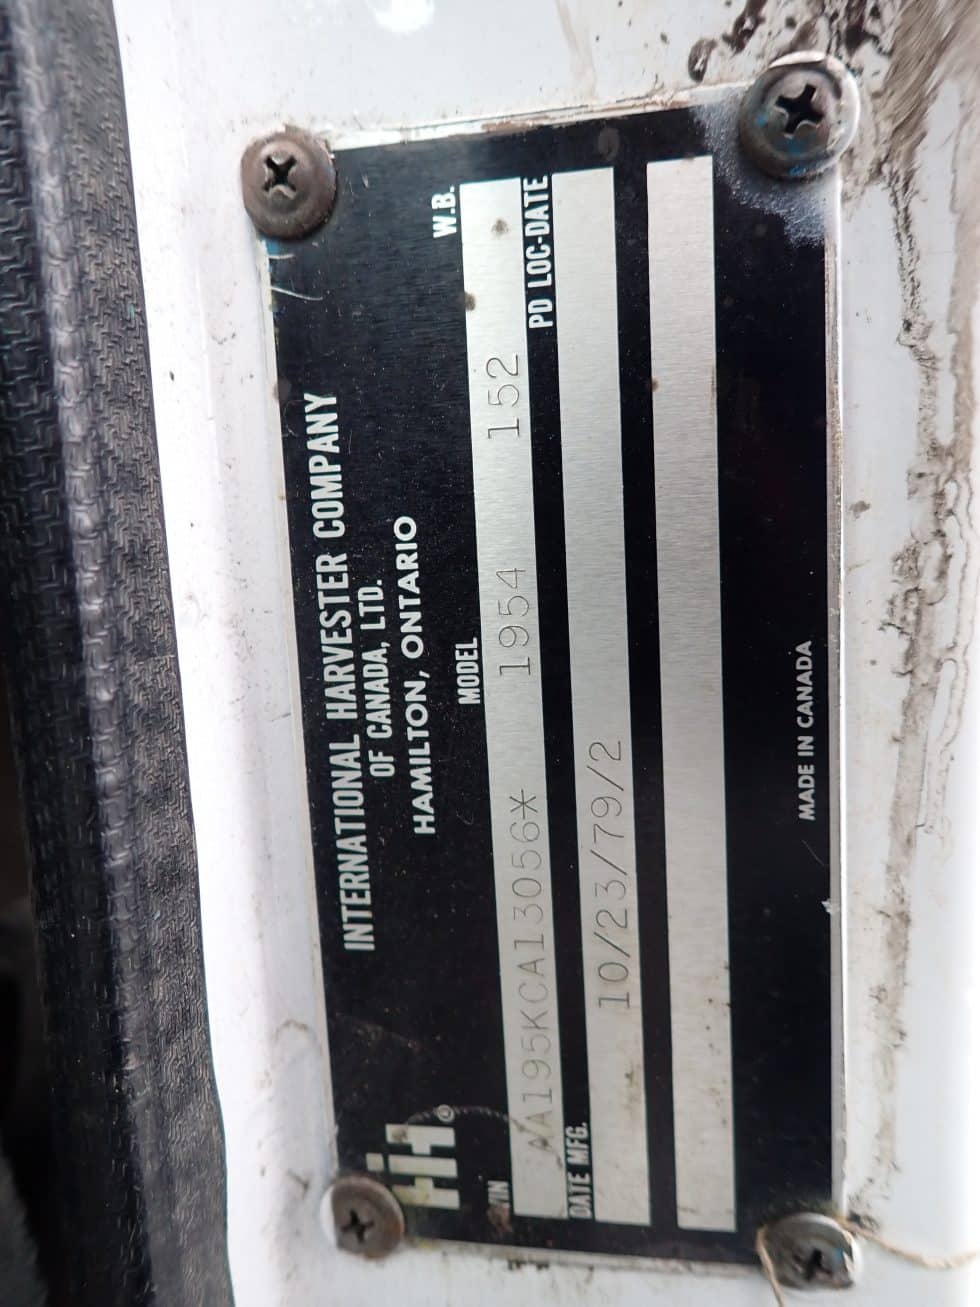 INTERNATIONAL HARVESTER COMPANY
OF CANADA, LTD.
HAMILTON, ONTARIO
IH ®
VIN MODEL W.B.
AA195KCA13056* 1954 152
DATE MFG. PD LOC-DATE
10/23/79/2
MADE IN CANADA